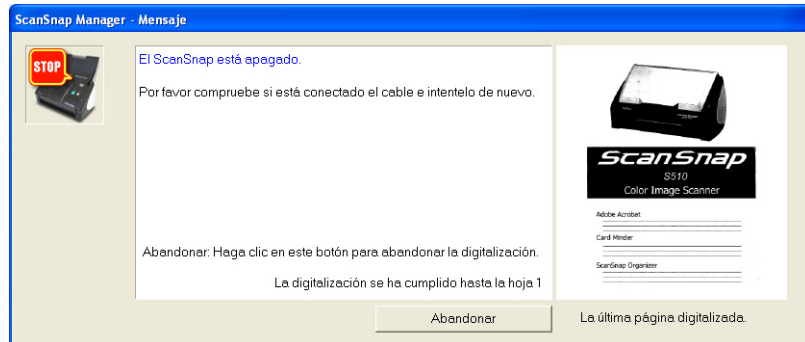 ScanSnap Manager - Mensaje
STOP
El ScanSnap está apagado.
Por favor compruebe si está conectado el cable e intentelo de nuevo.
Abandonar: Haga clic en este botón para abandonar la digitalización.
La digitalización se ha cumplido hasta la hoja 1
Abandonar
ScanSnap
S510
Color Image Scanner
Adobe Acrobat
Card Minder
ScanSnap Organizer
La última página digitalizada.